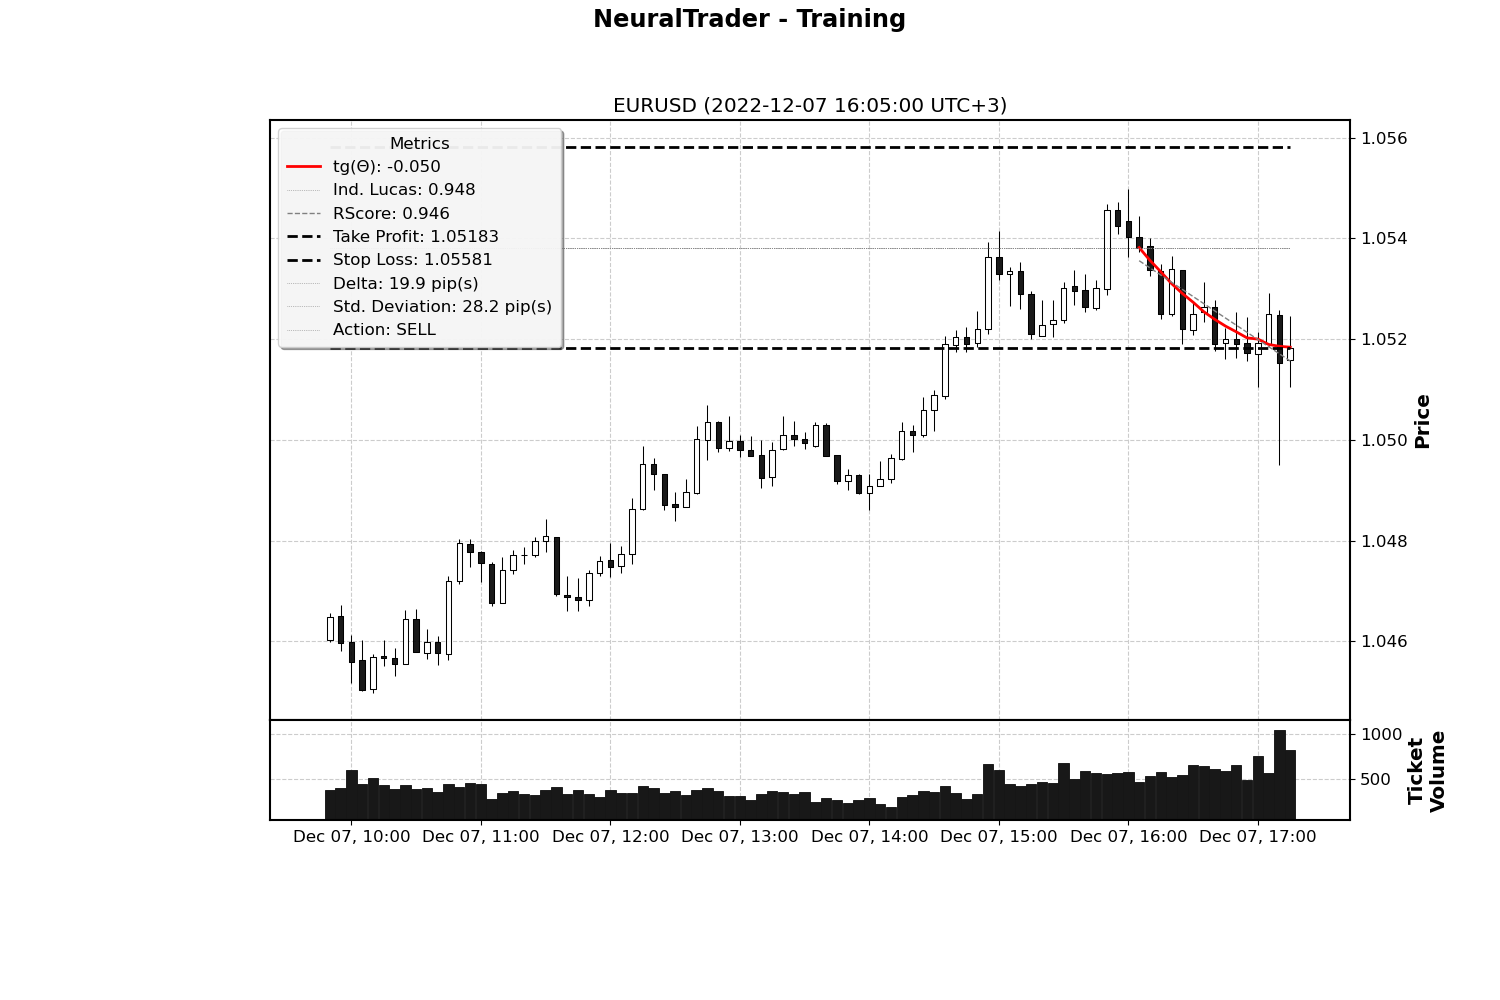 NeuralTrader - Training
EURUSD (2022-12-07 16:05:00 UTC+3)
Metrics
tg(Θ): -0.050
Ind. Lucas: 0.948
RScore: 0.946
Take Profit: 1.05183
Stop Loss: 1.05581
Delta: 19.9 pip(s)
Std. Deviation: 28.2 pip(s)
Action: SELL
1.056
1.054
1.052
1.050
1.048
1.046
Price
1000
500
Ticket
Volume
Dec 07, 10:00 Dec 07, 11:00 Dec 07, 12:00 Dec 07, 13:00 Dec 07, 14:00 Dec 07, 15:00 Dec 07, 16:00 Dec 07, 17:00